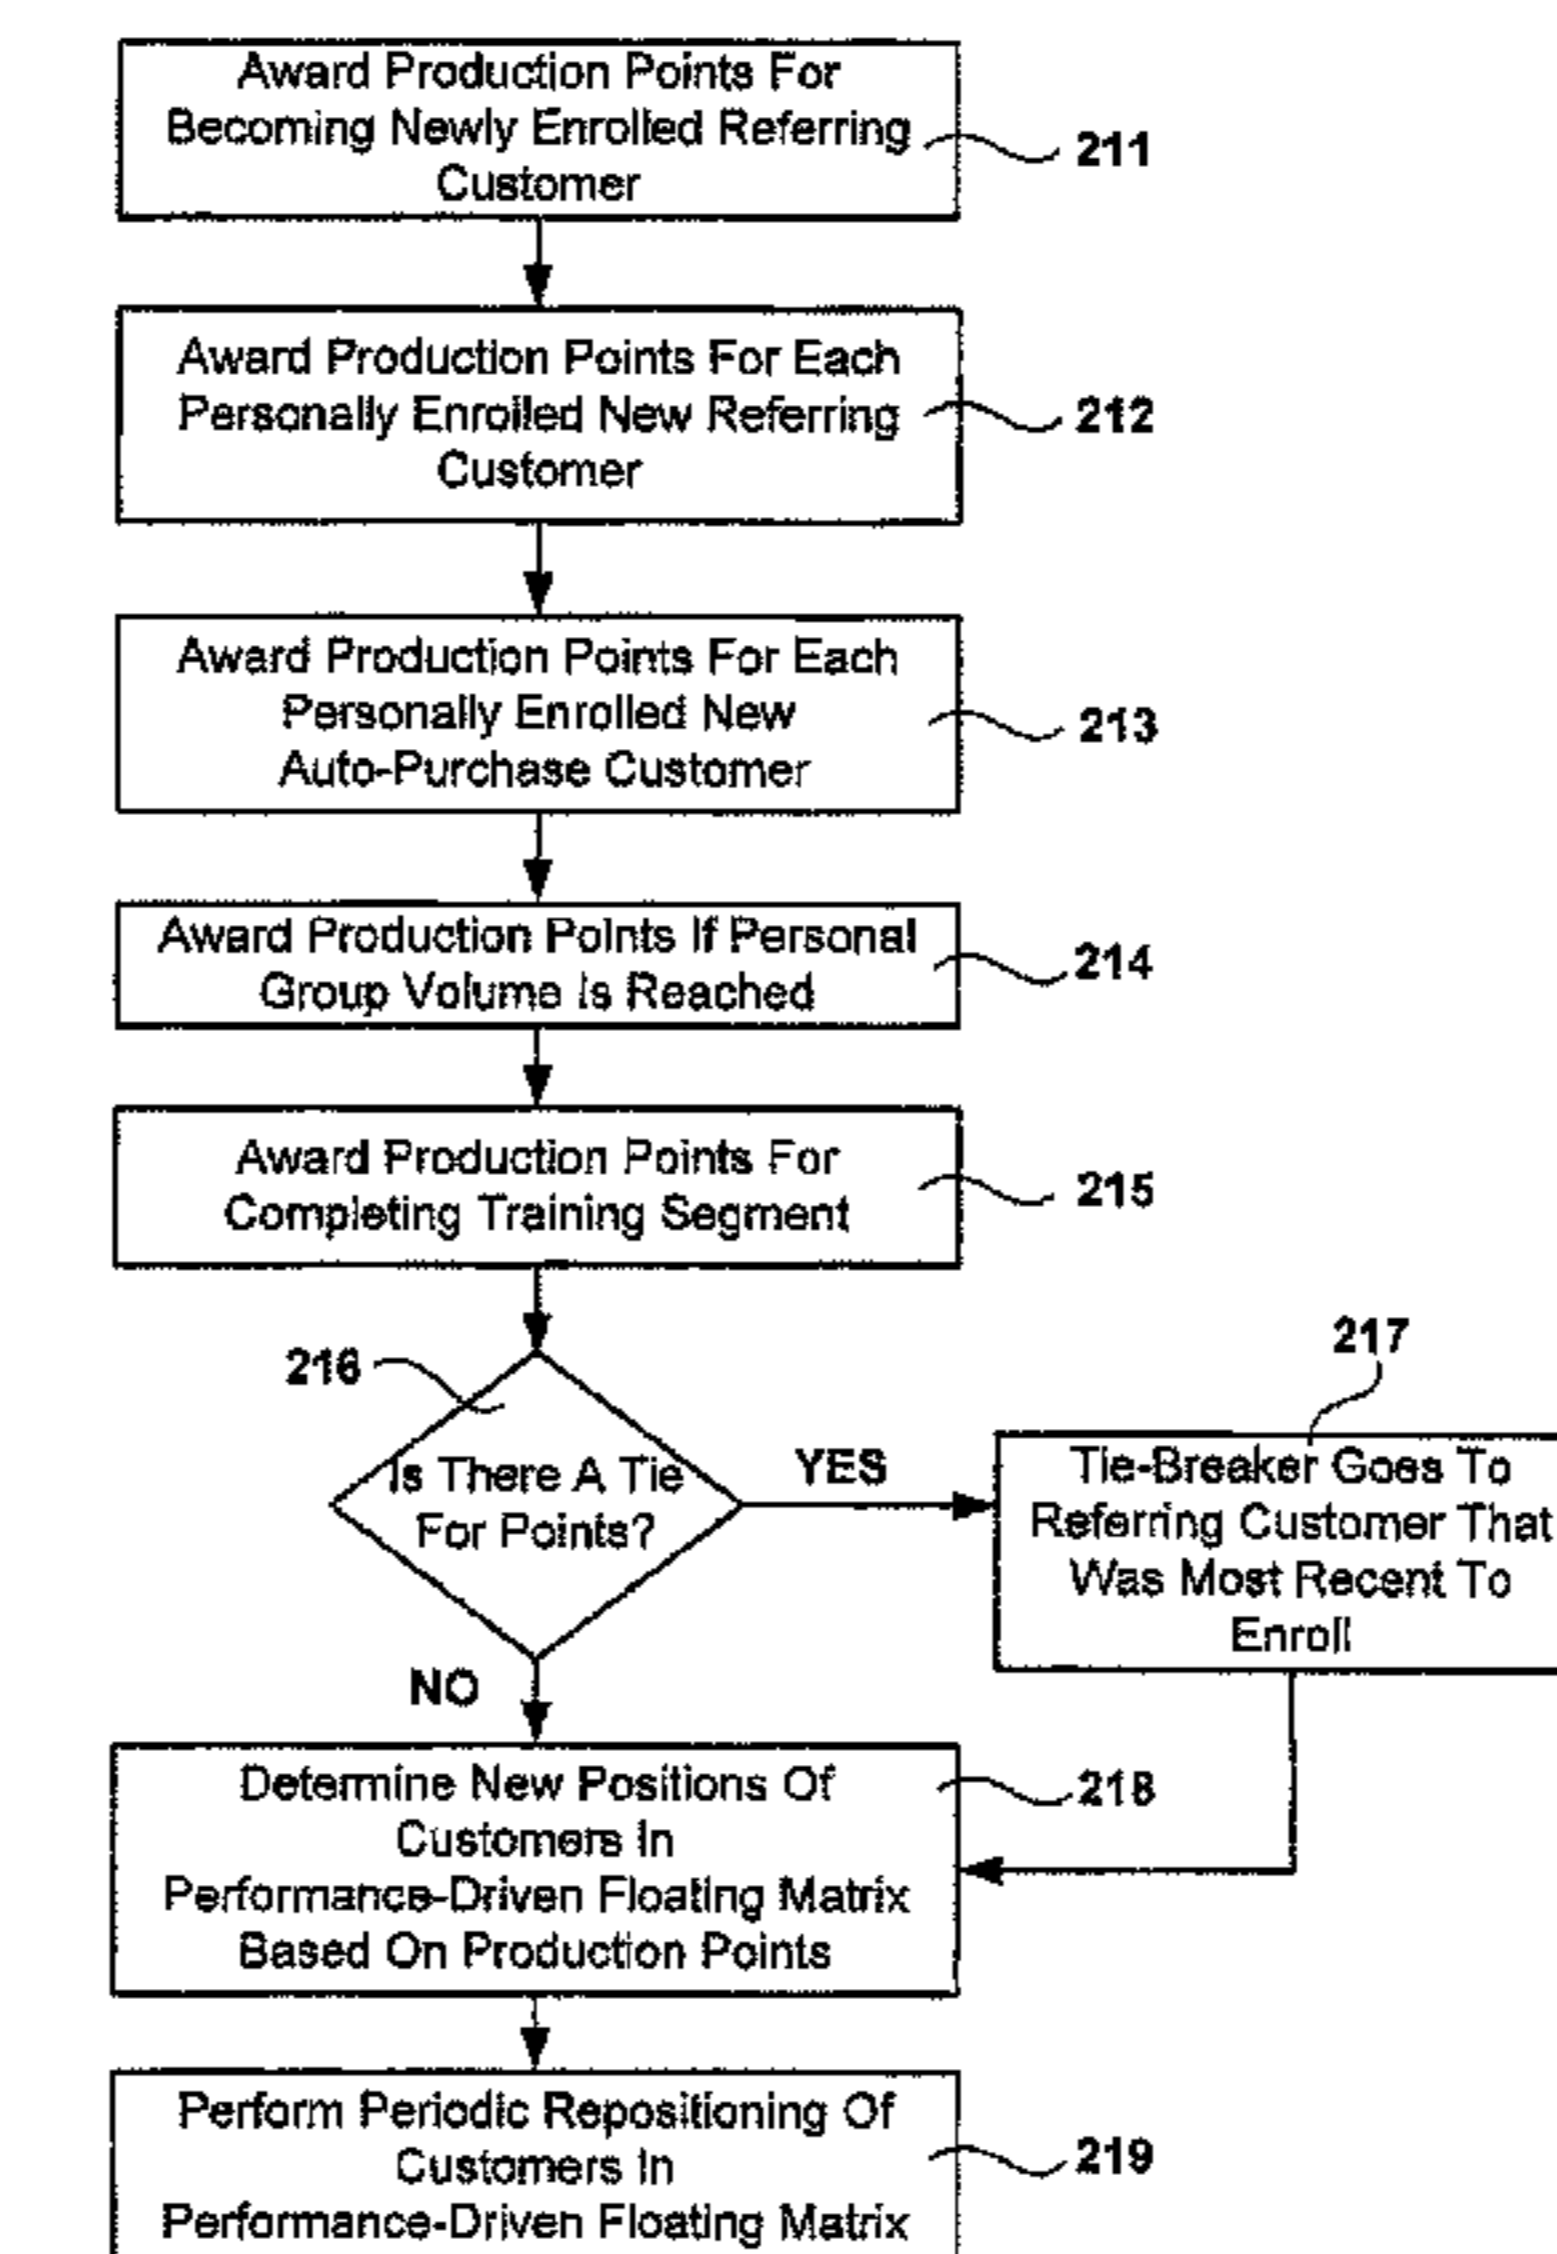 Award Production Points For
Becoming Newly Enrolled Referring
Customer
211
Award Production Points For Each
Personally Enrolled New Referring
Customer
212
Award Production Points For Each
Personally Enrolled New
Auto-Purchase Customer
213
Award Production Points If Personal
Group Volume Is Reached
214
Award Production Points For
Completing Training Segment
215
216
Is There A Tie
For Points?
YES
NO
217
Tie-Breaker Goes To
Referring Customer That
Was Most Recent To
Enroll
Determine New Positions Of
Customers In
Performance-Driven Floating Matrix
Based On Production Points
218
Perform Periodic Repositioning Of
Customers In
Performance-Driven Floating Matrix
219